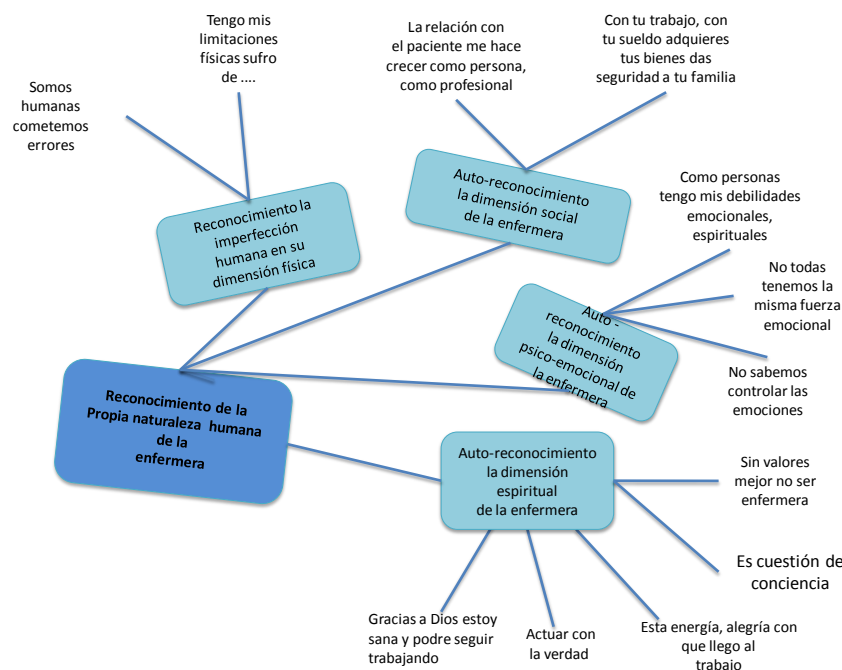 Tengo mis
limitaciones
físicas sufro
de ....
La relación con
el paciente me hace
crecer como persona,
como profesional
Con tu trabajo, con
tu sueldo adquieres
tus bienes das
seguridad a tu familia
Somos
humanas
cometemos
errores
Reconocimiento la
imperfección
humana en su
dimensión física
Auto-reconocimiento
la dimensión social
de la enfermera
Como personas
tengo mis debilidades
emocionales,
espirituales
No todas
tenemos la
misma fuerza
emocional
Auto -
reconocimiento
la dimensión
psico-emocional de
la enfermera
No sabemos
controlar las
emociones
Reconocimiento de la
Propia naturaleza humana
de la
enfermera
Auto-reconocimiento
la dimensión
espiritual
de la enfermera
Sin valores
mejor no ser
enfermera
Es cuestión de
conciencia
Gracias a Dios estoy
sana y podre seguir
trabajando
Actuar con
la verdad
Esta energía, alegría con
que llego al
trabajo